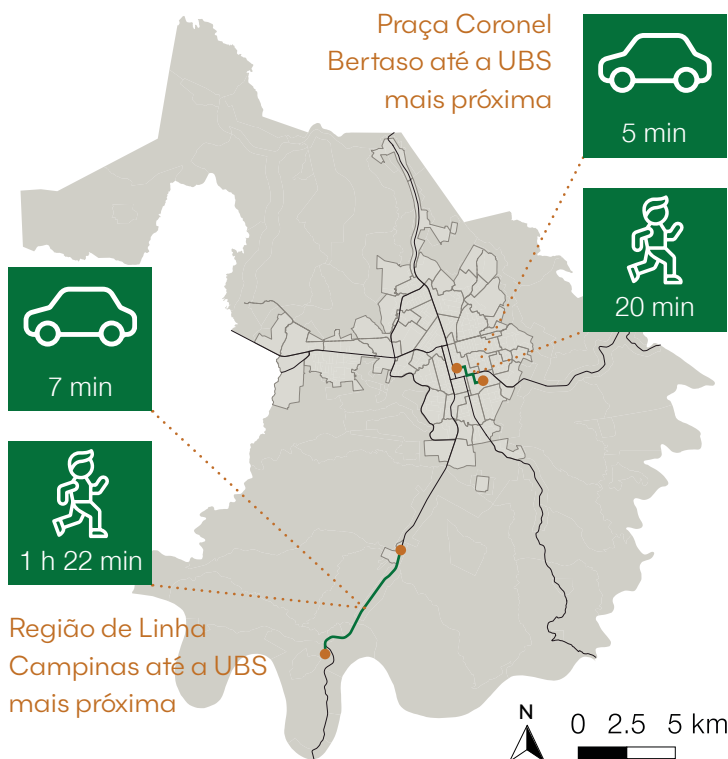 Praça Coronel
Bertaso até a UBS
mais próxima
5 min
20 min
7 min
1 h 22 min
Região de Linha
Campinas até a UBS
mais próxima
N
0 2.5 5 km